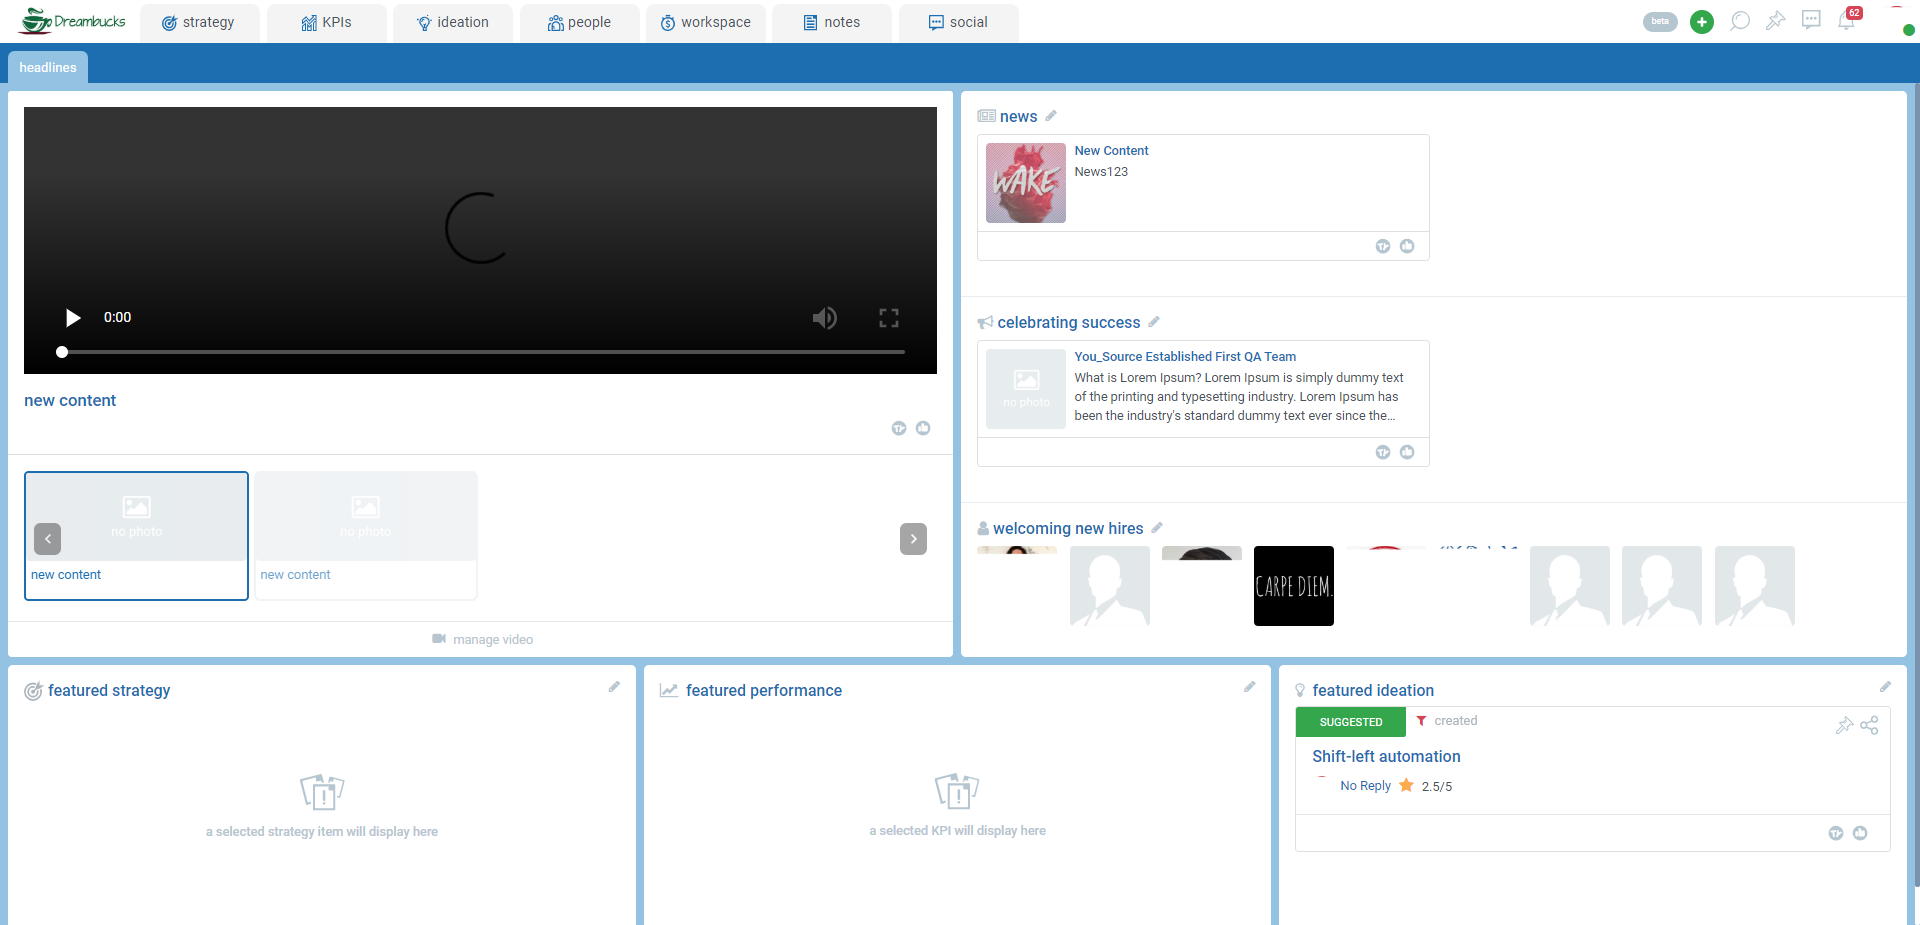 Dreambucks
strategy
KPIs
ideation
people
workspace
notes
social
beta
62
headlines
0:00
new content
no photo
new content
no photo
new content
manage video
news
WAKE
New Content
News123
celebrating success
no photo
You_Source Established First QA Team
What is Lorem Ipsum? Lorem Ipsum is simply dummy text
of the printing and typesetting industry. Lorem Ipsum has
been the industry's standard dummy text ever since the...
welcoming new hires
CARPE DIEM.
featured strategy
a selected strategy item will display here
featured performance
a selected KPI will display here
featured ideation
SUGGESTED
created
Shift-left automation
No Reply
2.5/5